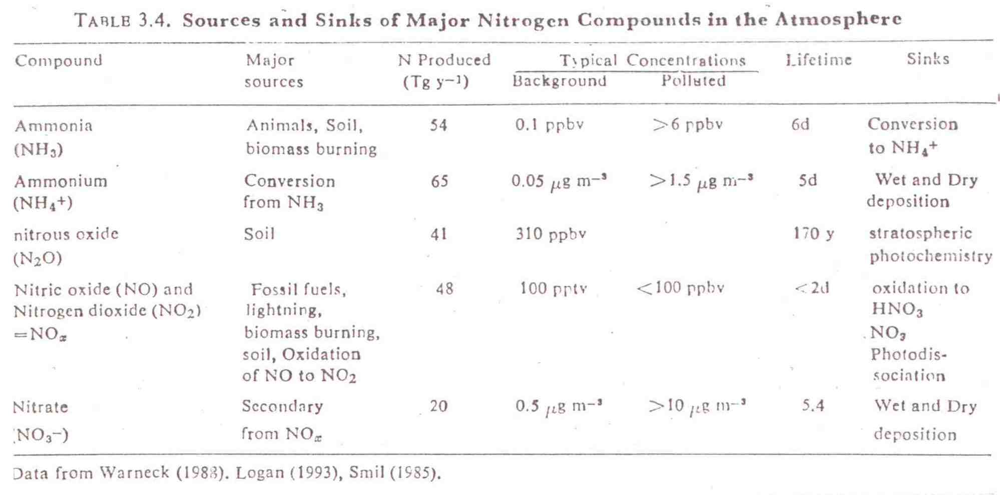 TABLE 3.4. Sources and Sinks of Major Nitrogen Compounds in the Atmosphere
Compound Major sources N Produced (Tg y−1) Typical Concentrations Lifetime Sinks
Background Polluted
Ammonia Animals, Soil, 54 0.1 ppbv >6 ppbv 6d Conversion
(NH3) biomass burning to NH4+
Ammonium Conversion 65 0.05 μg m−3 >1.5 μg m−3 5d Wet and Dry
(NH4+) from NH3 deposition
nitrous oxide Soil 41 310 ppbv 170 y stratospheric
(N2O) photochemistry
Nitric oxide (NO) and Fossil fuels, 48 100 pptv <100 ppbv <2d oxidation to
Nitrogen dioxide (NO2) lightning, HNO3
=NOx biomass burning, NO3
soil, Oxidation Photodis-
of NO to NO2 sociation
Nitrate Secondary 20 0.5 μg m−3 >10 μg m−3 5.4 Wet and Dry
(NO3−) from NOx deposition
Data from Warneck (1988). Logan (1993), Smil (1985).